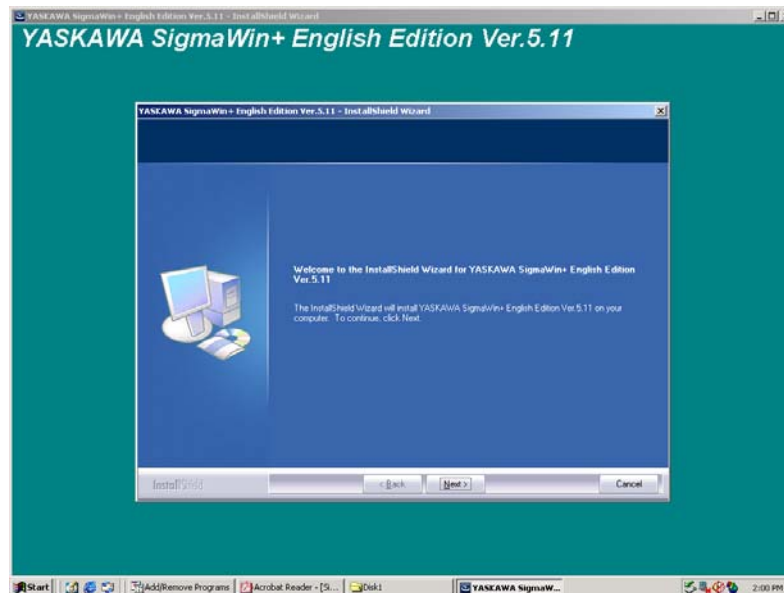 YASKAWA SigmaWin+ English Edition Ver.5.11 - InstallShield Wizard
YASKAWA SigmaWin+ English Edition Ver.5.11
YASKAWA SigmaWin+ English Edition Ver.5.11 - InstallShield Wizard
Welcome to the InstallShield Wizard for YASKAWA SigmaWin+ English Edition
Ver.5.11
The InstallShield Wizard will install YASKAWA SigmaWin+ English Edition Ver.5.11 on your
computer. To continue, click Next.
InstallShield
< Back
Next >
Cancel
Start
Add/Remove Programs
Acrobat Reader - [Si...
Disk1
YASKAWA SigmaW...
2:00 PM